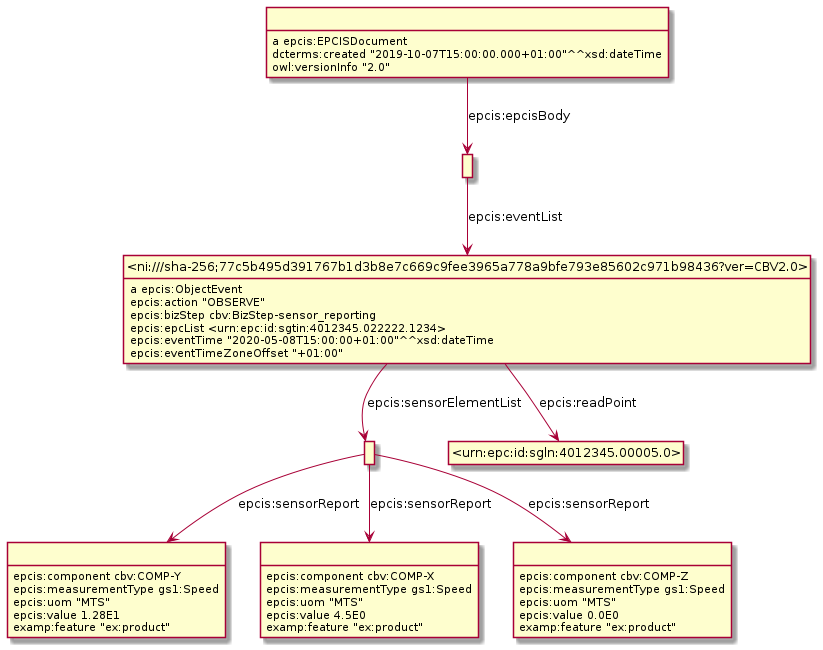 a epcis:EPCISDocument
dcterms:created "2019-10-07T15:00:00.000+01:00"^^xsd:dateTime
owl:versionInfo "2.0"
epcis:epcisBody
epcis:eventList
<ni:///sha-256;77c5b495d391767b1d3b8e7c669c9fee3965a778a9bfe793e85602c971b98436?ver=CBV2.0>
a epcis:ObjectEvent
epcis:action "OBSERVE"
epcis:bizStep cbv:BizStep-sensor_reporting
epcis:epcList <urn:epc:id:sgtin:4012345.022222.1234>
epcis:eventTime "2020-05-08T15:00:00+01:00"^^xsd:dateTime
epcis:eventTimeZoneOffset "+01:00"
epcis:sensorElementList
epcis:readPoint
<urn:epc:id:sgln:4012345.00005.0>
epcis:sensorReport
epcis:sensorReport
epcis:sensorReport
epcis:component cbv:COMP-Y
epcis:measurementType gs1:Speed
epcis:uom "MTS"
epcis:value 1.28E1
examp:feature "ex:product"
epcis:component cbv:COMP-X
epcis:measurementType gs1:Speed
epcis:uom "MTS"
epcis:value 4.5E0
examp:feature "ex:product"
epcis:component cbv:COMP-Z
epcis:measurementType gs1:Speed
epcis:uom "MTS"
epcis:value 0.0E0
examp:feature "ex:product"